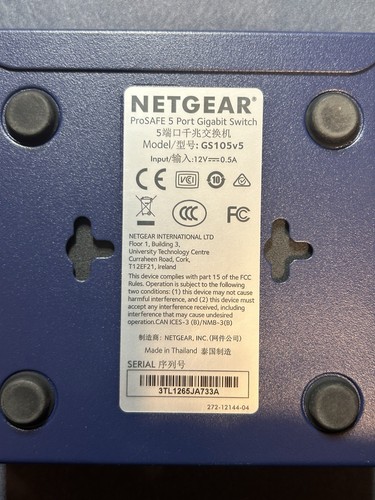 NETGEAR®
ProSAFE 5 Port Gigabit Switch
5端口千兆交换机
Model/型号: GS105v5
Input/输入:12V⎓0.5A
CE VCI 10
CCC FC
NETGEAR INTERNATIONAL LTD
Floor 1, Building 3,
University Technology Centre
Curraheen Road, Cork,
T12EF21, Ireland
This device complies with part 15 of the FCC
Rules. Operation is subject to the following
two conditions: (1) this device may not cause
harmful interference, and (2) this device must
accept any interference received, including
interference that may cause undesired
operation.CAN ICES-3 (B)/NMB-3(B)
制造商: NETGEAR, INC. (网件公司)
Made in Thailand 泰国制造
SERIAL 序列号
3TL1265JA733A
272-12144-04